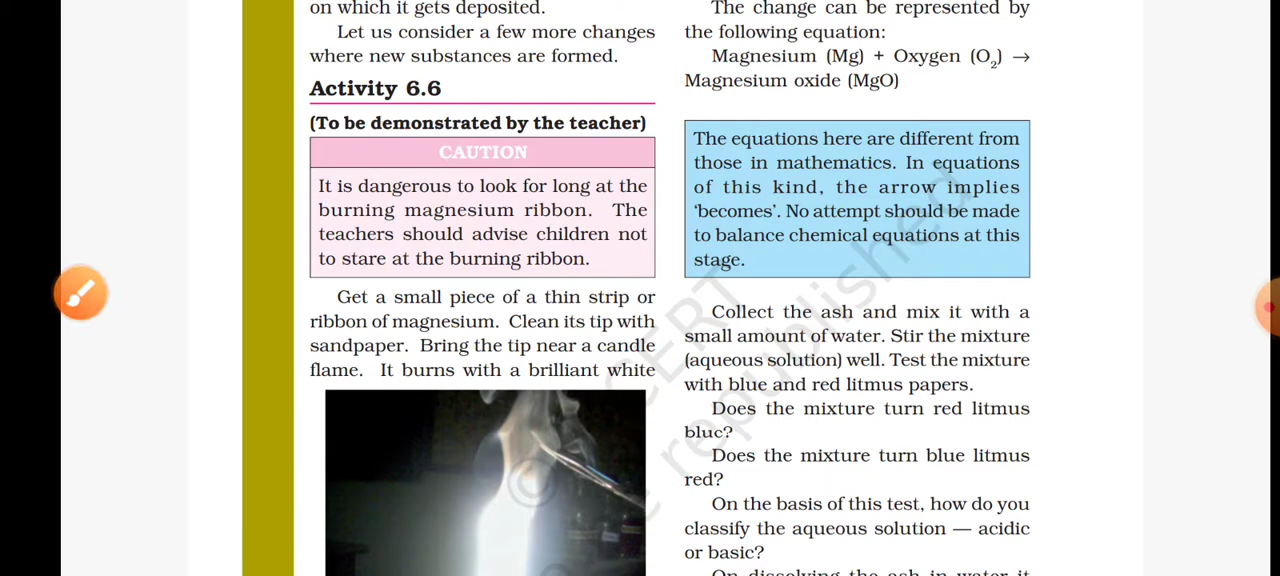 on which it gets deposited.
Let us consider a few more changes
where new substances are formed.
Activity 6.6
(To be demonstrated by the teacher)
CAUTION
It is dangerous to look for long at the
burning magnesium ribbon. The
teachers should advise children not
to stare at the burning ribbon.
Get a small piece of a thin strip or
ribbon of magnesium. Clean its tip with
sandpaper. Bring the tip near a candle
flame. It burns with a brilliant white
The change can be represented by
the following equation:
Magnesium (Mg) + Oxygen (O₂) →
Magnesium oxide (MgO)
The equations here are different from
those in mathematics. In equations
of this kind, the arrow implies
‘becomes’. No attempt should be made
to balance chemical equations at this
stage.
Collect the ash and mix it with a
small amount of water. Stir the mixture
(aqueous solution) well. Test the mixture
with blue and red litmus papers.
Does the mixture turn red litmus
blue?
Does the mixture turn blue litmus
red?
On the basis of this test, how do you
classify the aqueous solution — acidic
or basic?
On dissolving the ash in water it